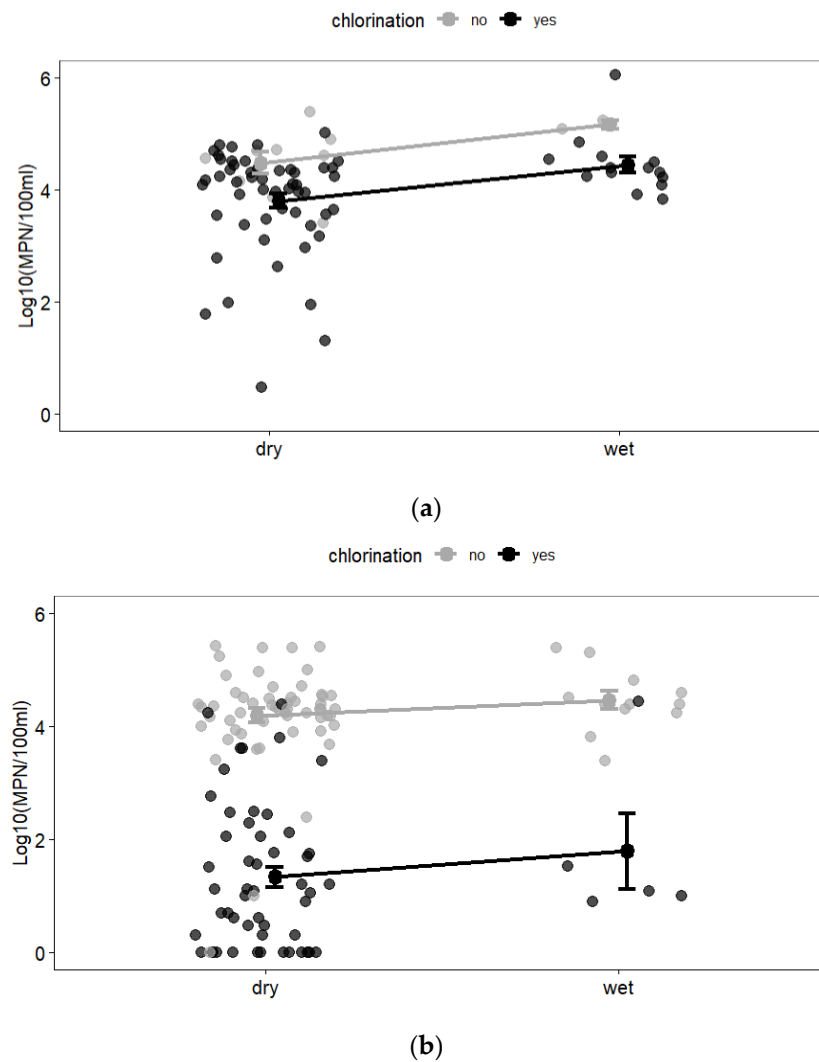 chlorination no yes
6
4
2
0
Log10(MPN/100ml)
dry wet
(a)
chlorination no yes
6
4
2
0
Log10(MPN/100ml)
dry wet
(b)